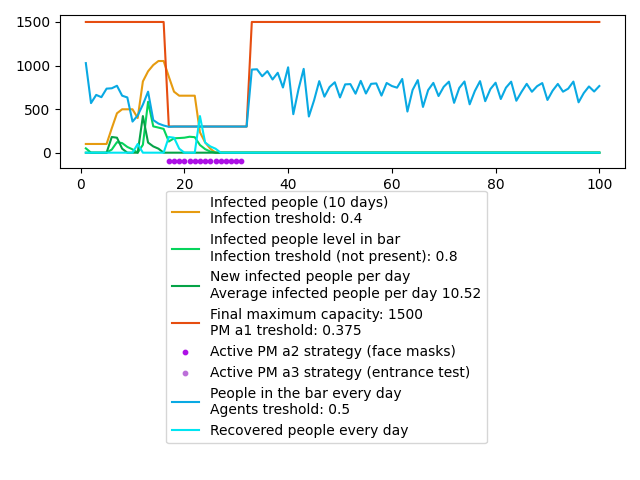 1500
1000
500
0
0 20 40 60 80 100
Infected people (10 days)
Infection treshold: 0.4
Infected people level in bar
Infection treshold (not present): 0.8
New infected people per day
Average infected people per day 10.52
Final maximum capacity: 1500
PM a1 treshold: 0.375
Active PM a2 strategy (face masks)
Active PM a3 strategy (entrance test)
People in the bar every day
Agents treshold: 0.5
Recovered people every day